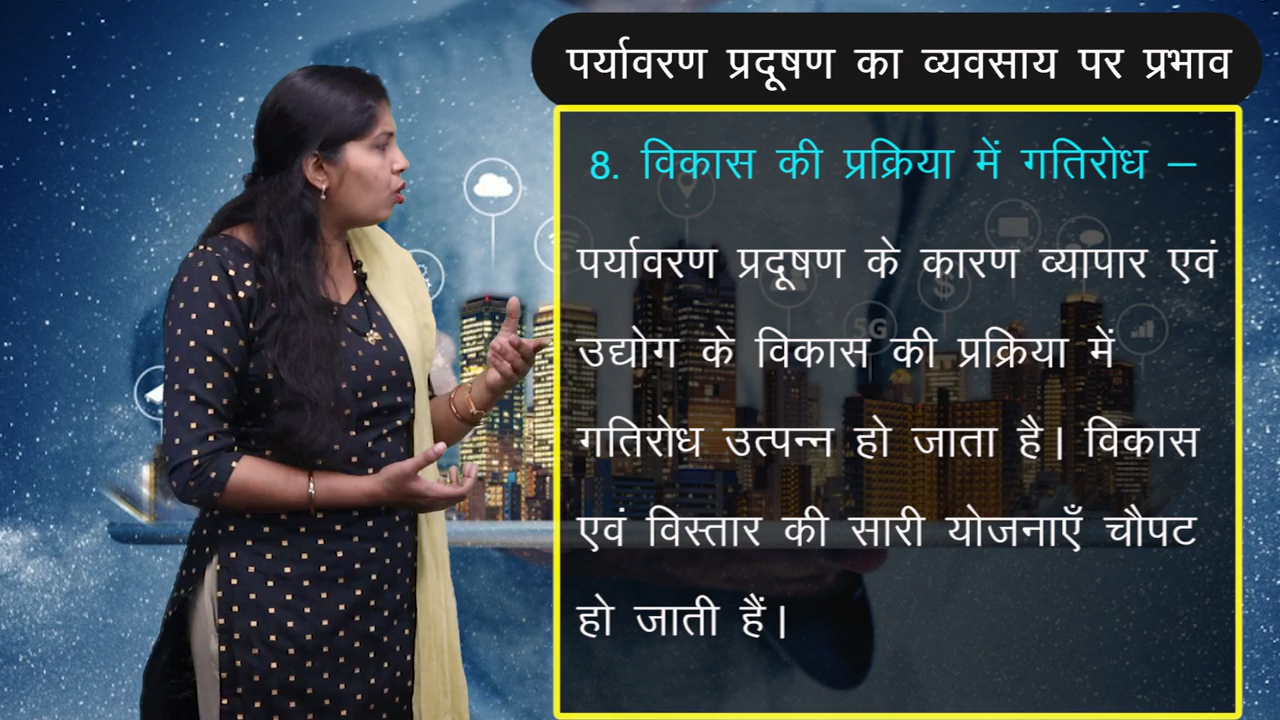 पर्यावरण प्रदूषण का व्यवसाय पर प्रभाव
8. विकास की प्रक्रिया में गतिरोध –
पर्यावरण प्रदूषण के कारण व्यापार एवं
उद्योग के विकास की प्रक्रिया में
गतिरोध उत्पन्न हो जाता है। विकास
एवं विस्तार की सारी योजनाएँ चौपट
हो जाती हैं।
5G
$